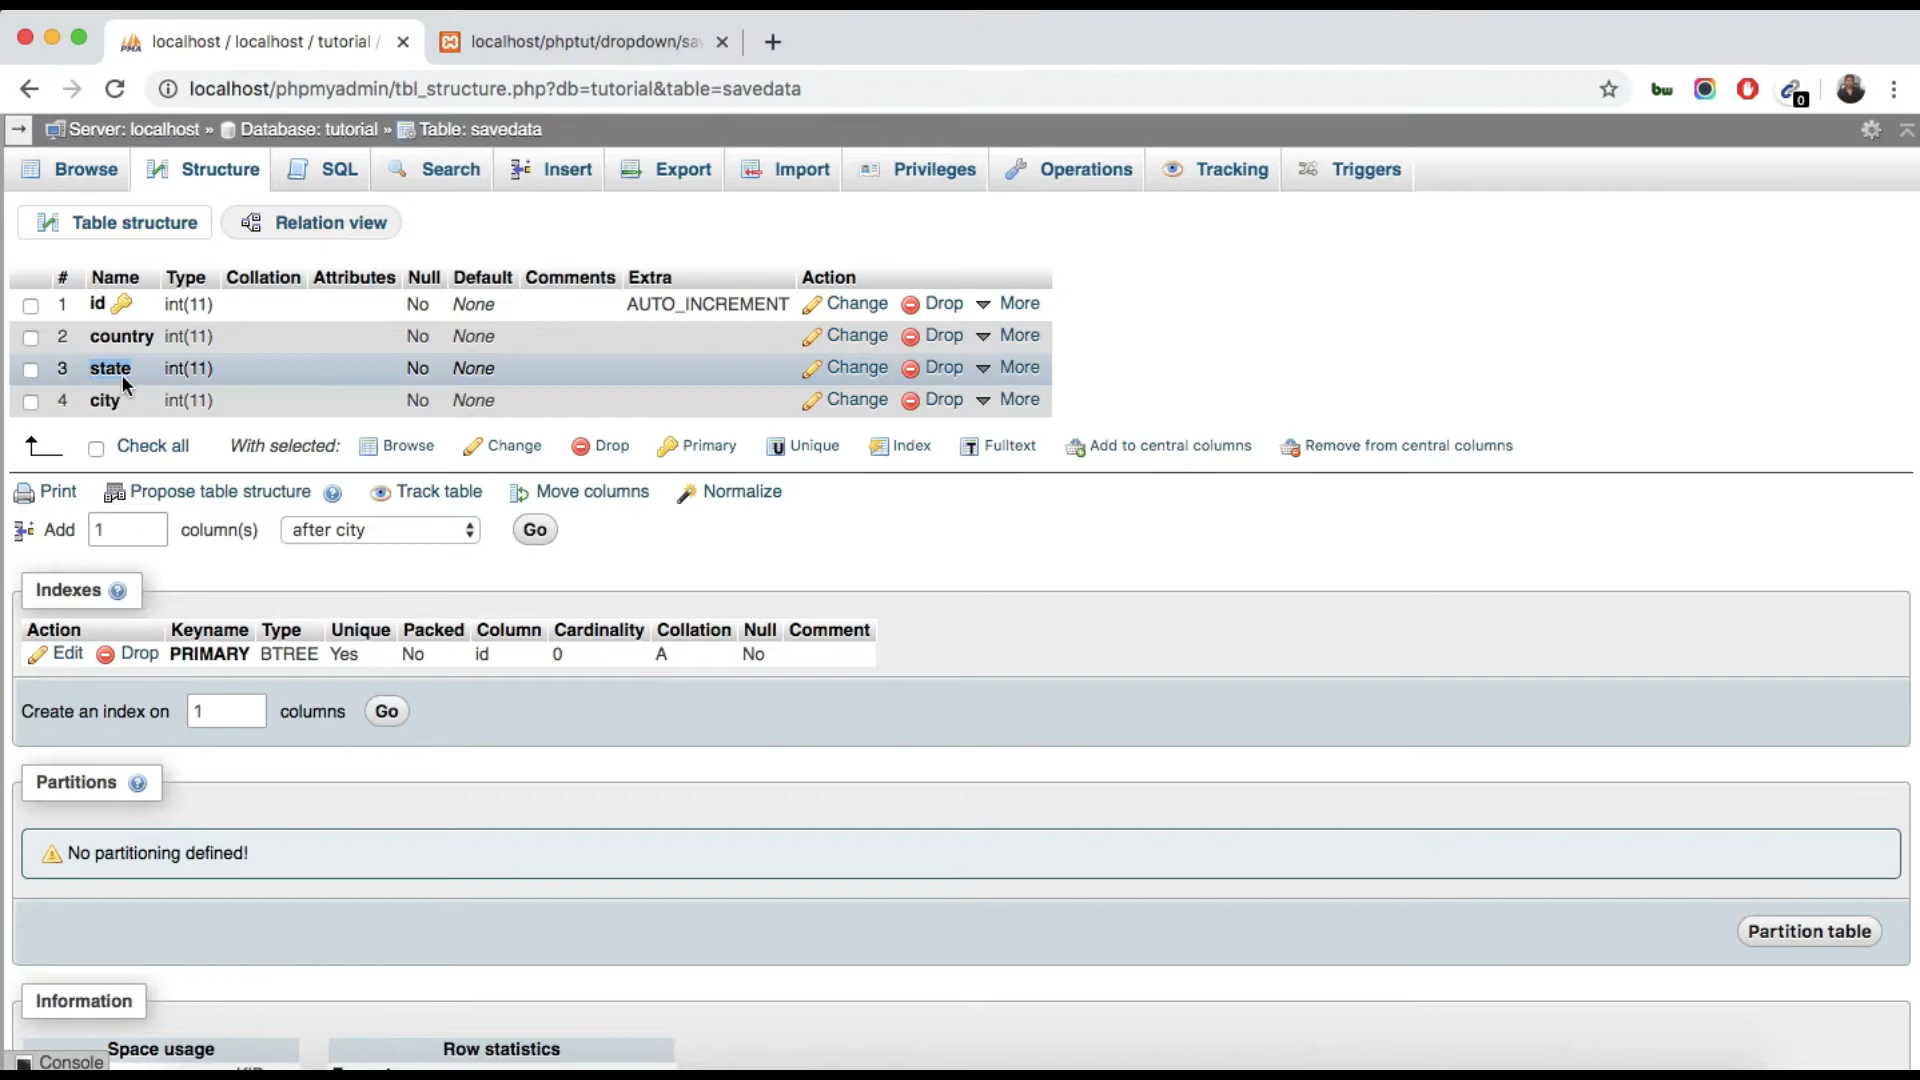 localhost / localhost / tutorial /
localhost/phptut/dropdown/sa
localhost/phpmyadmin/tbl_structure.php?db=tutorial&table=savedata
bw
0
Server: localhost » Database: tutorial » Table: savedata
Browse Structure SQL Search Insert Export Import Privileges Operations Tracking Triggers
Table structure Relation view
# Name Type Collation Attributes Null Default Comments Extra Action
1 id int(11) No None AUTO_INCREMENT Change Drop More
2 country int(11) No None Change Drop More
3 state int(11) No None Change Drop More
4 city int(11) No None Change Drop More
Check all With selected: Browse Change Drop Primary Unique Index Fulltext Add to central columns Remove from central columns
Print Propose table structure Track table Move columns Normalize
Add 1 column(s) after city Go
Indexes
Action Keyname Type Unique Packed Column Cardinality Collation Null Comment
Edit Drop PRIMARY BTREE Yes No id 0 A No
Create an index on 1 columns Go
Partitions
No partitioning defined!
Partition table
Information
Space usage Row statistics
Console